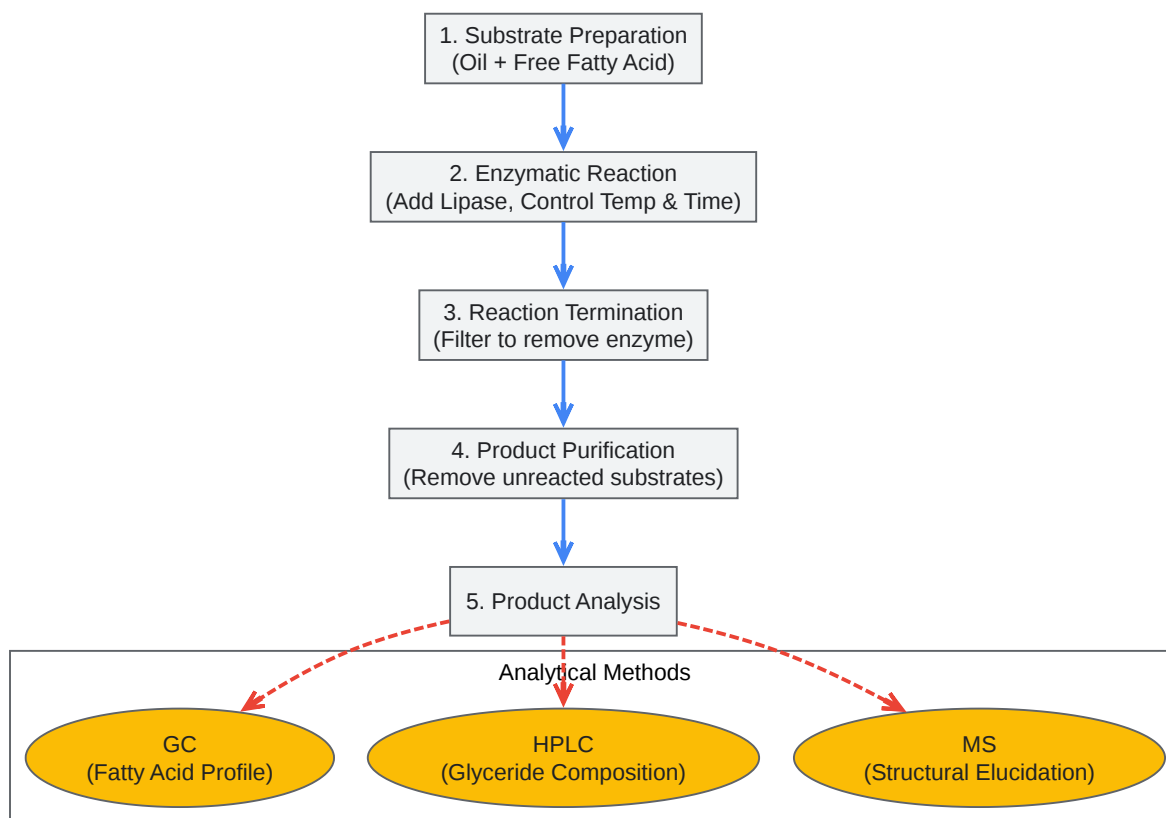 1. Substrate Preparation
(Oil + Free Fatty Acid)
2. Enzymatic Reaction
(Add Lipase, Control Temp & Time)
3. Reaction Termination
(Filter to remove enzyme)
4. Product Purification
(Remove unreacted substrates)
5. Product Analysis
Analytical Methods
GC
(Fatty Acid Profile)
HPLC
(Glyceride Composition)
MS
(Structural Elucidation)